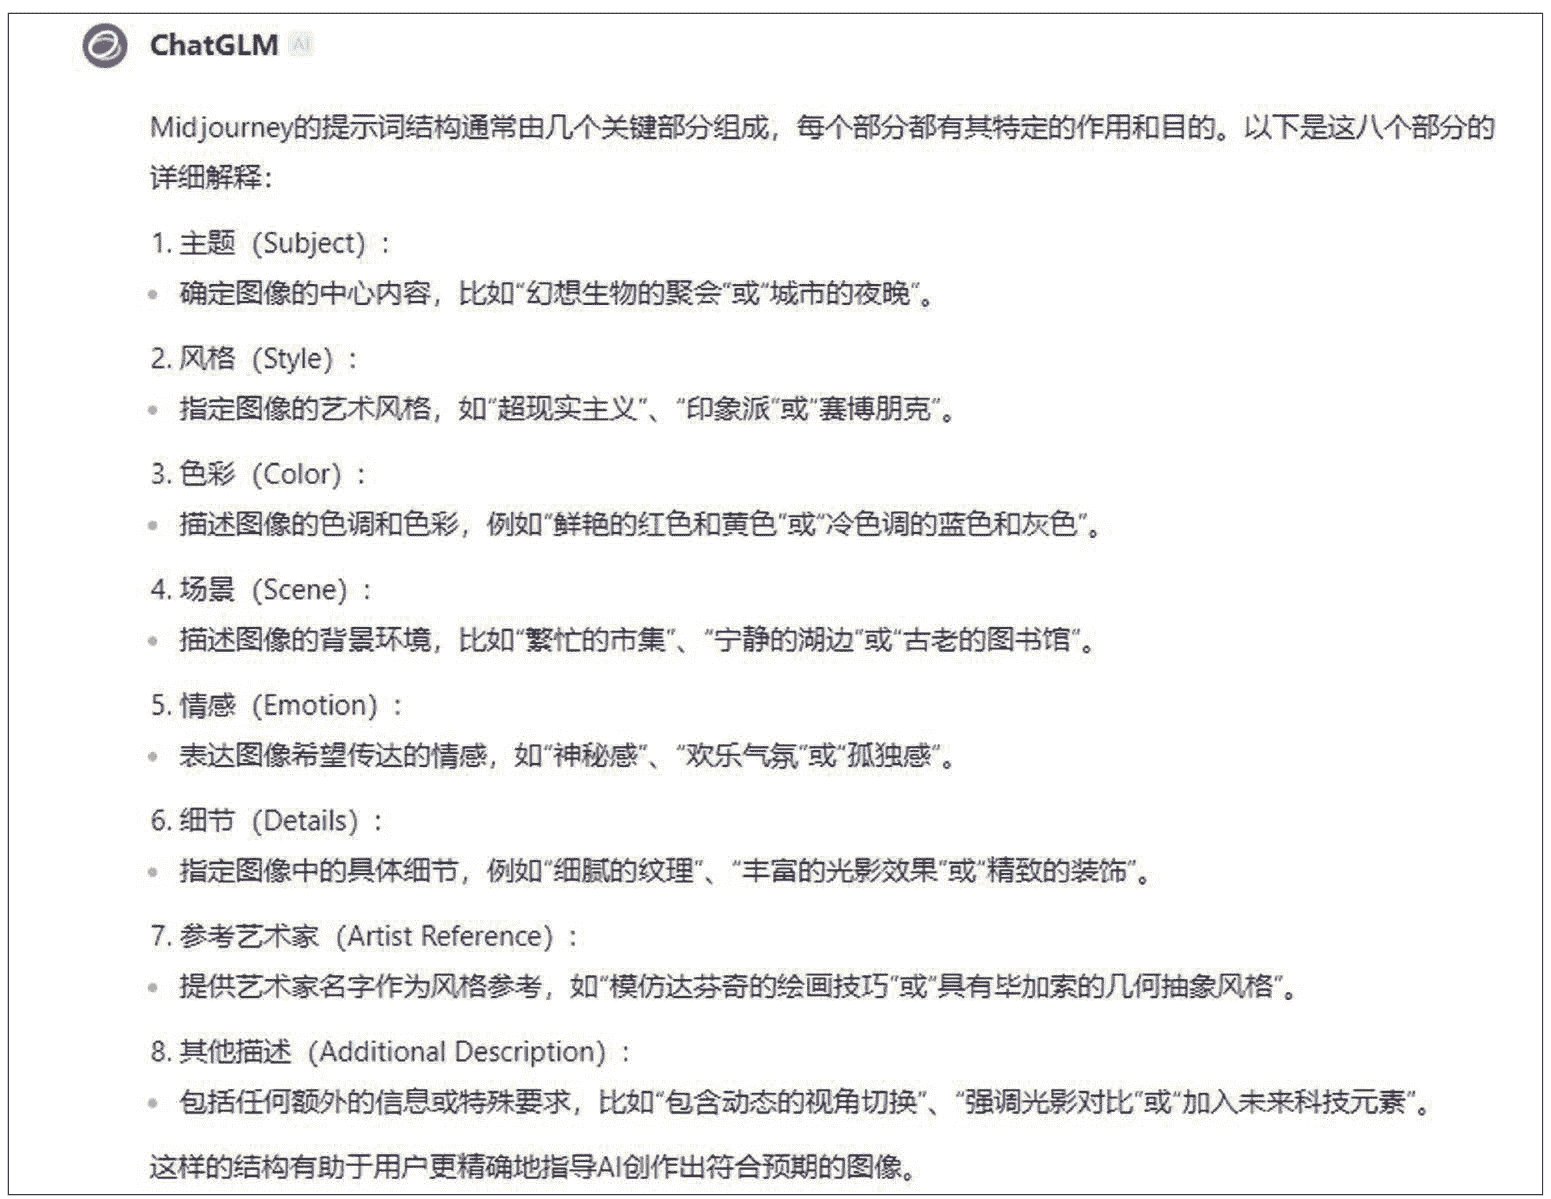 ChatGLM AI
Midjourney的提示词结构通常由几个关键部分组成，每个部分都有其特定的作用和目的。以下是这八个部分的
详细解释：
1. 主题（Subject）：
• 确定图像的中心内容，比如“幻想生物的聚会”或“城市的夜晚”。
2. 风格（Style）：
• 指定图像的艺术风格，如“超现实主义”、“印象派”或“赛博朋克”。
3. 色彩（Color）：
• 描述图像的色调和色彩，例如“鲜艳的红色和黄色”或“冷色调的蓝色和灰色”。
4. 场景（Scene）：
• 描述图像的背景环境，比如“繁忙的市集”、“宁静的湖边”或“古老的图书馆”。
5. 情感（Emotion）：
• 表达图像希望传达的情感，如“神秘感”、“欢乐气氛”或“孤独感”。
6. 细节（Details）：
• 指定图像中的具体细节，例如“细腻的纹理”、“丰富的光影效果”或“精致的装饰”。
7. 参考艺术家（Artist Reference）：
• 提供艺术家名字作为风格参考，如“模仿达芬奇的绘画技巧”或“具有毕加索的几何抽象风格”。
8. 其他描述（Additional Description）：
• 包括任何额外的信息或特殊要求，比如“包含动态的视角切换”、“强调光影对比”或“加入未来科技元素”。
这样的结构有助于用户更精确地指导AI创作出符合预期的图像。